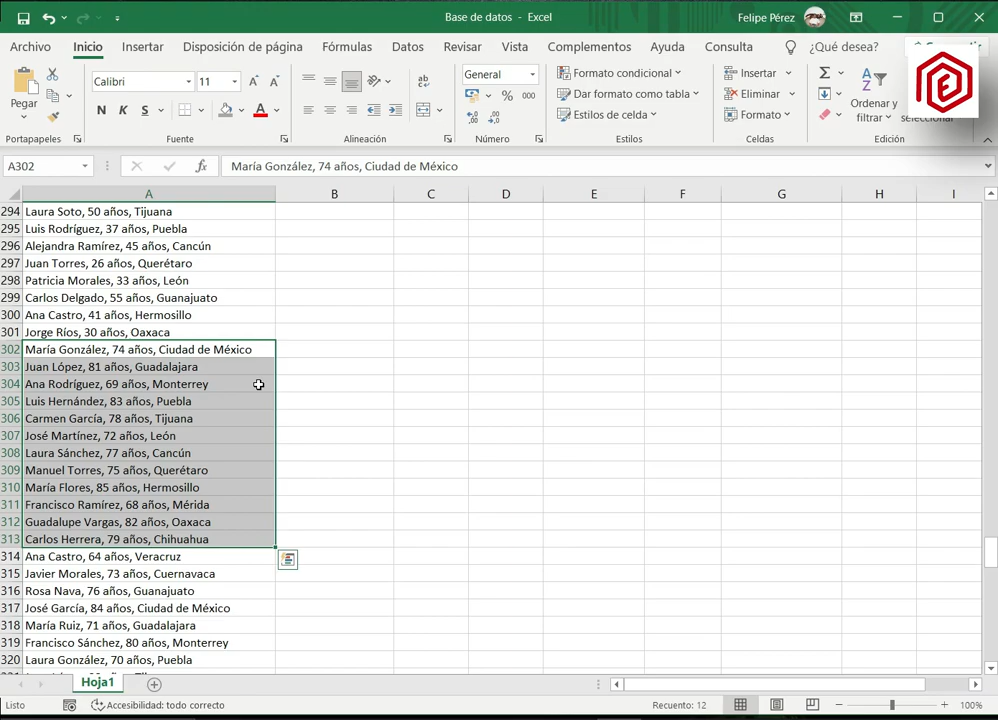 Base de datos - Excel
Felipe Pérez
Archivo Inicio Insertar Disposición de página Fórmulas Datos Revisar Vista Complementos Ayuda Consulta ¿Qué desea?
Pegar
Calibri 11
N K S
General
% 000
Formato condicional
Dar formato como tabla
Estilos de celda
Insertar
Eliminar
Formato
Ordenar y
filtrar
seleccionar
Portapapeles Fuente Alineación Número Estilos Celdas Edición
A302 fx María González, 74 años, Ciudad de México
A B C D E F G H I
294 Laura Soto, 50 años, Tijuana
295 Luis Rodríguez, 37 años, Puebla
296 Alejandra Ramírez, 45 años, Cancún
297 Juan Torres, 26 años, Querétaro
298 Patricia Morales, 33 años, León
299 Carlos Delgado, 55 años, Guanajuato
300 Ana Castro, 41 años, Hermosillo
301 Jorge Ríos, 30 años, Oaxaca
302 María González, 74 años, Ciudad de México
303 Juan López, 81 años, Guadalajara
304 Ana Rodríguez, 69 años, Monterrey
305 Luis Hernández, 83 años, Puebla
306 Carmen García, 78 años, Tijuana
307 José Martínez, 72 años, León
308 Laura Sánchez, 77 años, Cancún
309 Manuel Torres, 75 años, Querétaro
310 María Flores, 85 años, Hermosillo
311 Francisco Ramírez, 68 años, Mérida
312 Guadalupe Vargas, 82 años, Oaxaca
313 Carlos Herrera, 79 años, Chihuahua
314 Ana Castro, 64 años, Veracruz
315 Javier Morales, 73 años, Cuernavaca
316 Rosa Nava, 76 años, Guanajuato
317 José García, 84 años, Ciudad de México
318 María Ruiz, 71 años, Guadalajara
319 Francisco Sánchez, 80 años, Monterrey
320 Laura González, 70 años, Puebla
Hoja1
Listo Accesibilidad: todo correcto Recuento: 12 100%